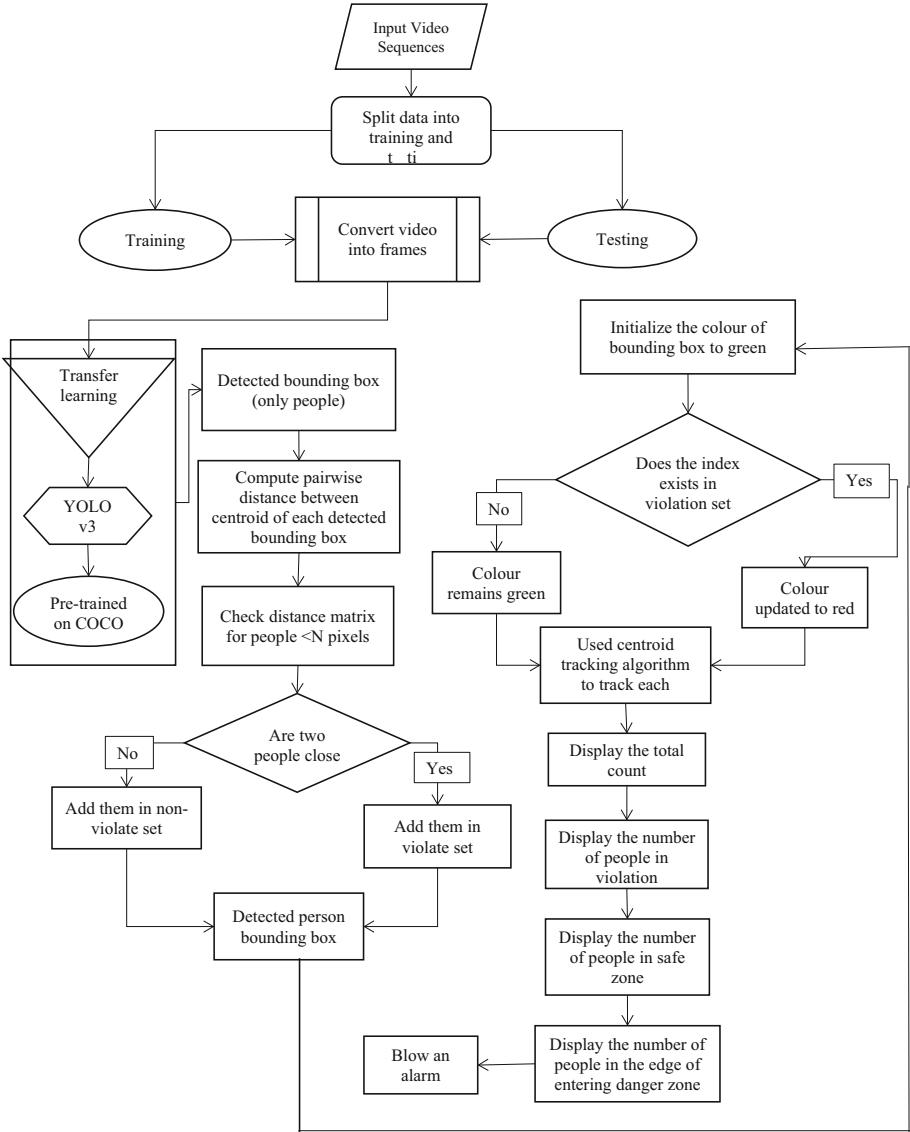 Input Video
Sequences
Split data into
training and
Training
Convert video
into frames
Testing
Transfer
learning
YOLO
v3
Pre-trained
on COCO
Detected bounding box
(only people)
Compute pairwise
distance between
centroid of each detected
bounding box
Check distance matrix
for people <N pixels
Are two
people close
No
Yes
Add them in non-
violate set
Add them in
violate set
Detected person
bounding box
Initialize the colour of
bounding box to green
Does the index
exists in
violation set
No
Yes
Colour
remains green
Colour
updated to red
Used centroid
tracking algorithm
to track each
Display the total
count
Display the number
of people in
violation
Display the number
of people in safe
zone
Display the number of
people in the edge of
entering danger zone
Blow an
alarm